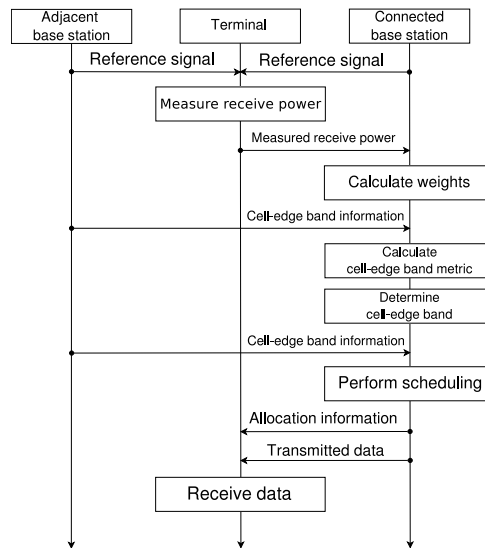 Adjacent
base station
Terminal
Connected
base station
Reference signal
Reference signal
Measure receive power
Measured receive power
Calculate weights
Cell-edge band information
Calculate
cell-edge band metric
Determine
cell-edge band
Cell-edge band information
Perform scheduling
Allocation information
Transmitted data
Receive data